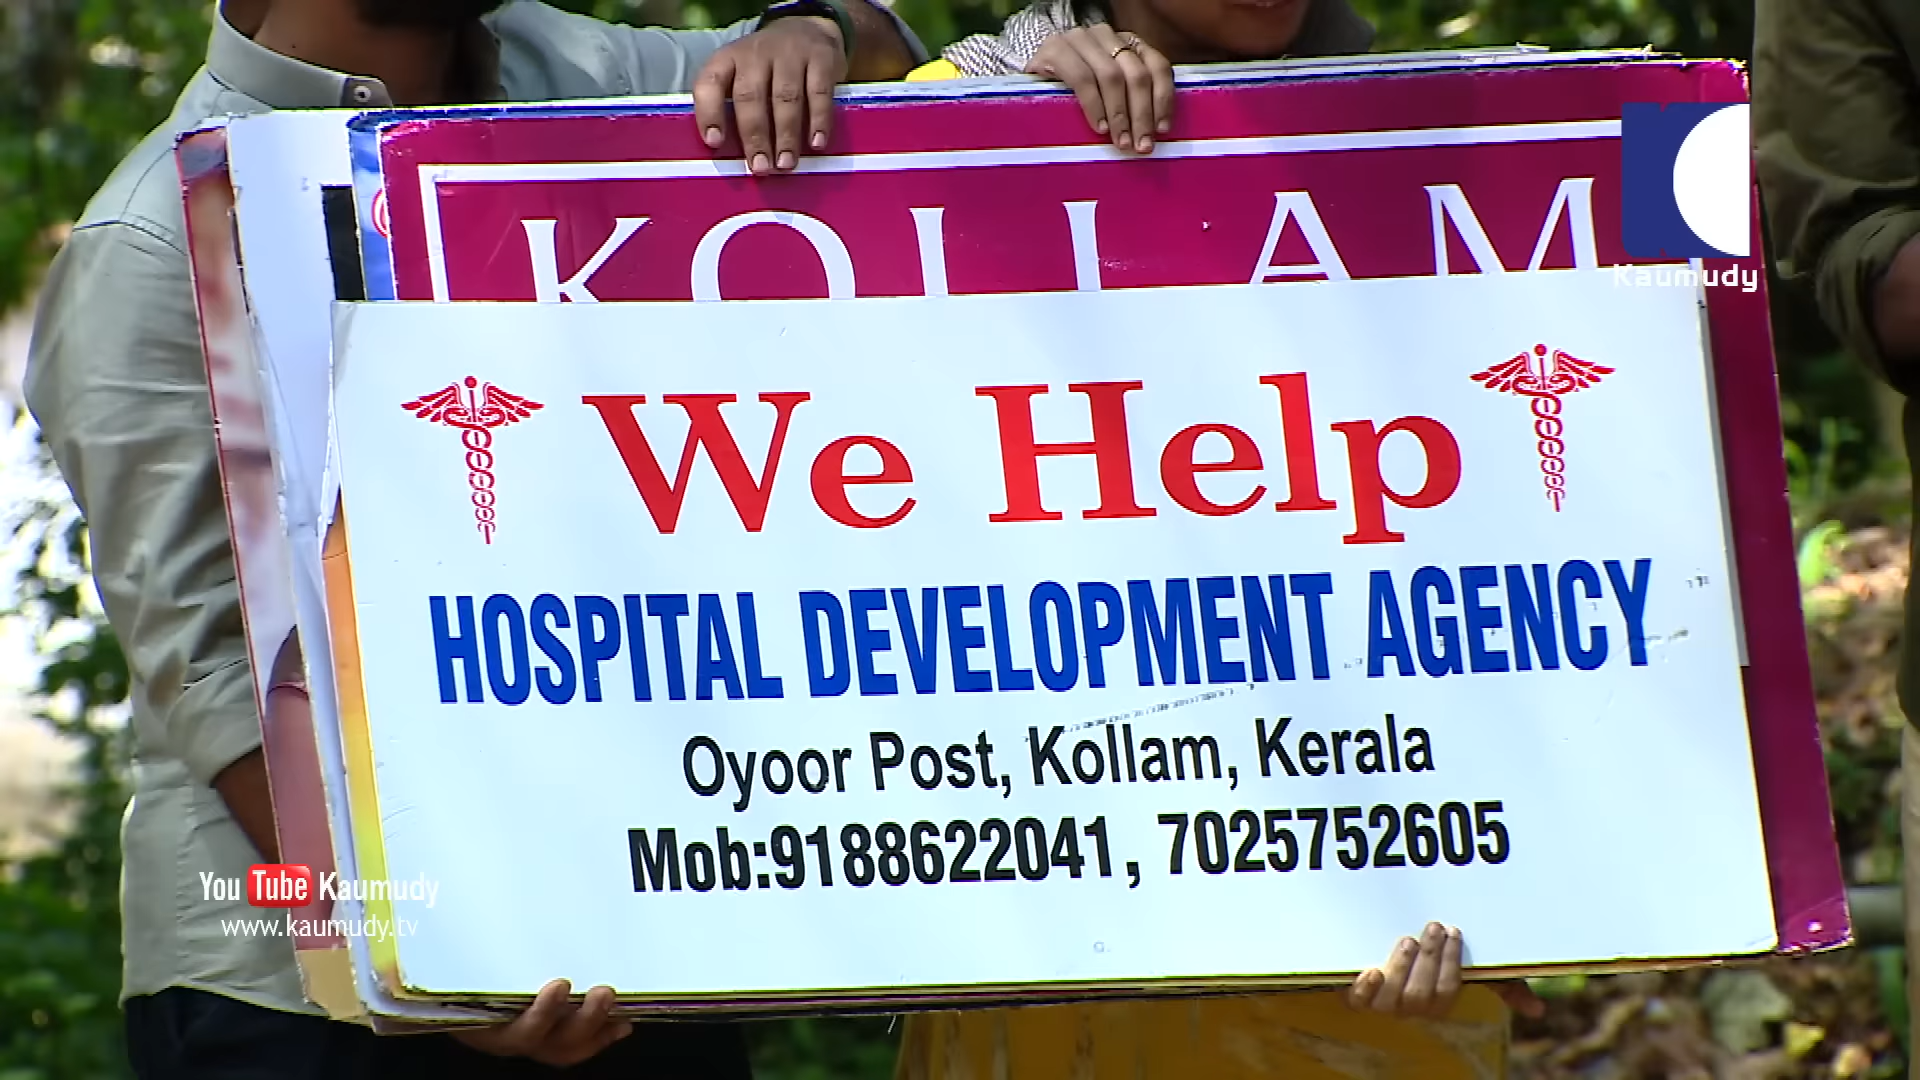 KOLLAM
Kaumudy
We Help
HOSPITAL DEVELOPMENT AGENCY
Oyoor Post, Kollam, Kerala
Mob:9188622041, 7025752605
You Tube Kaumudy
www.kaumudy.tv